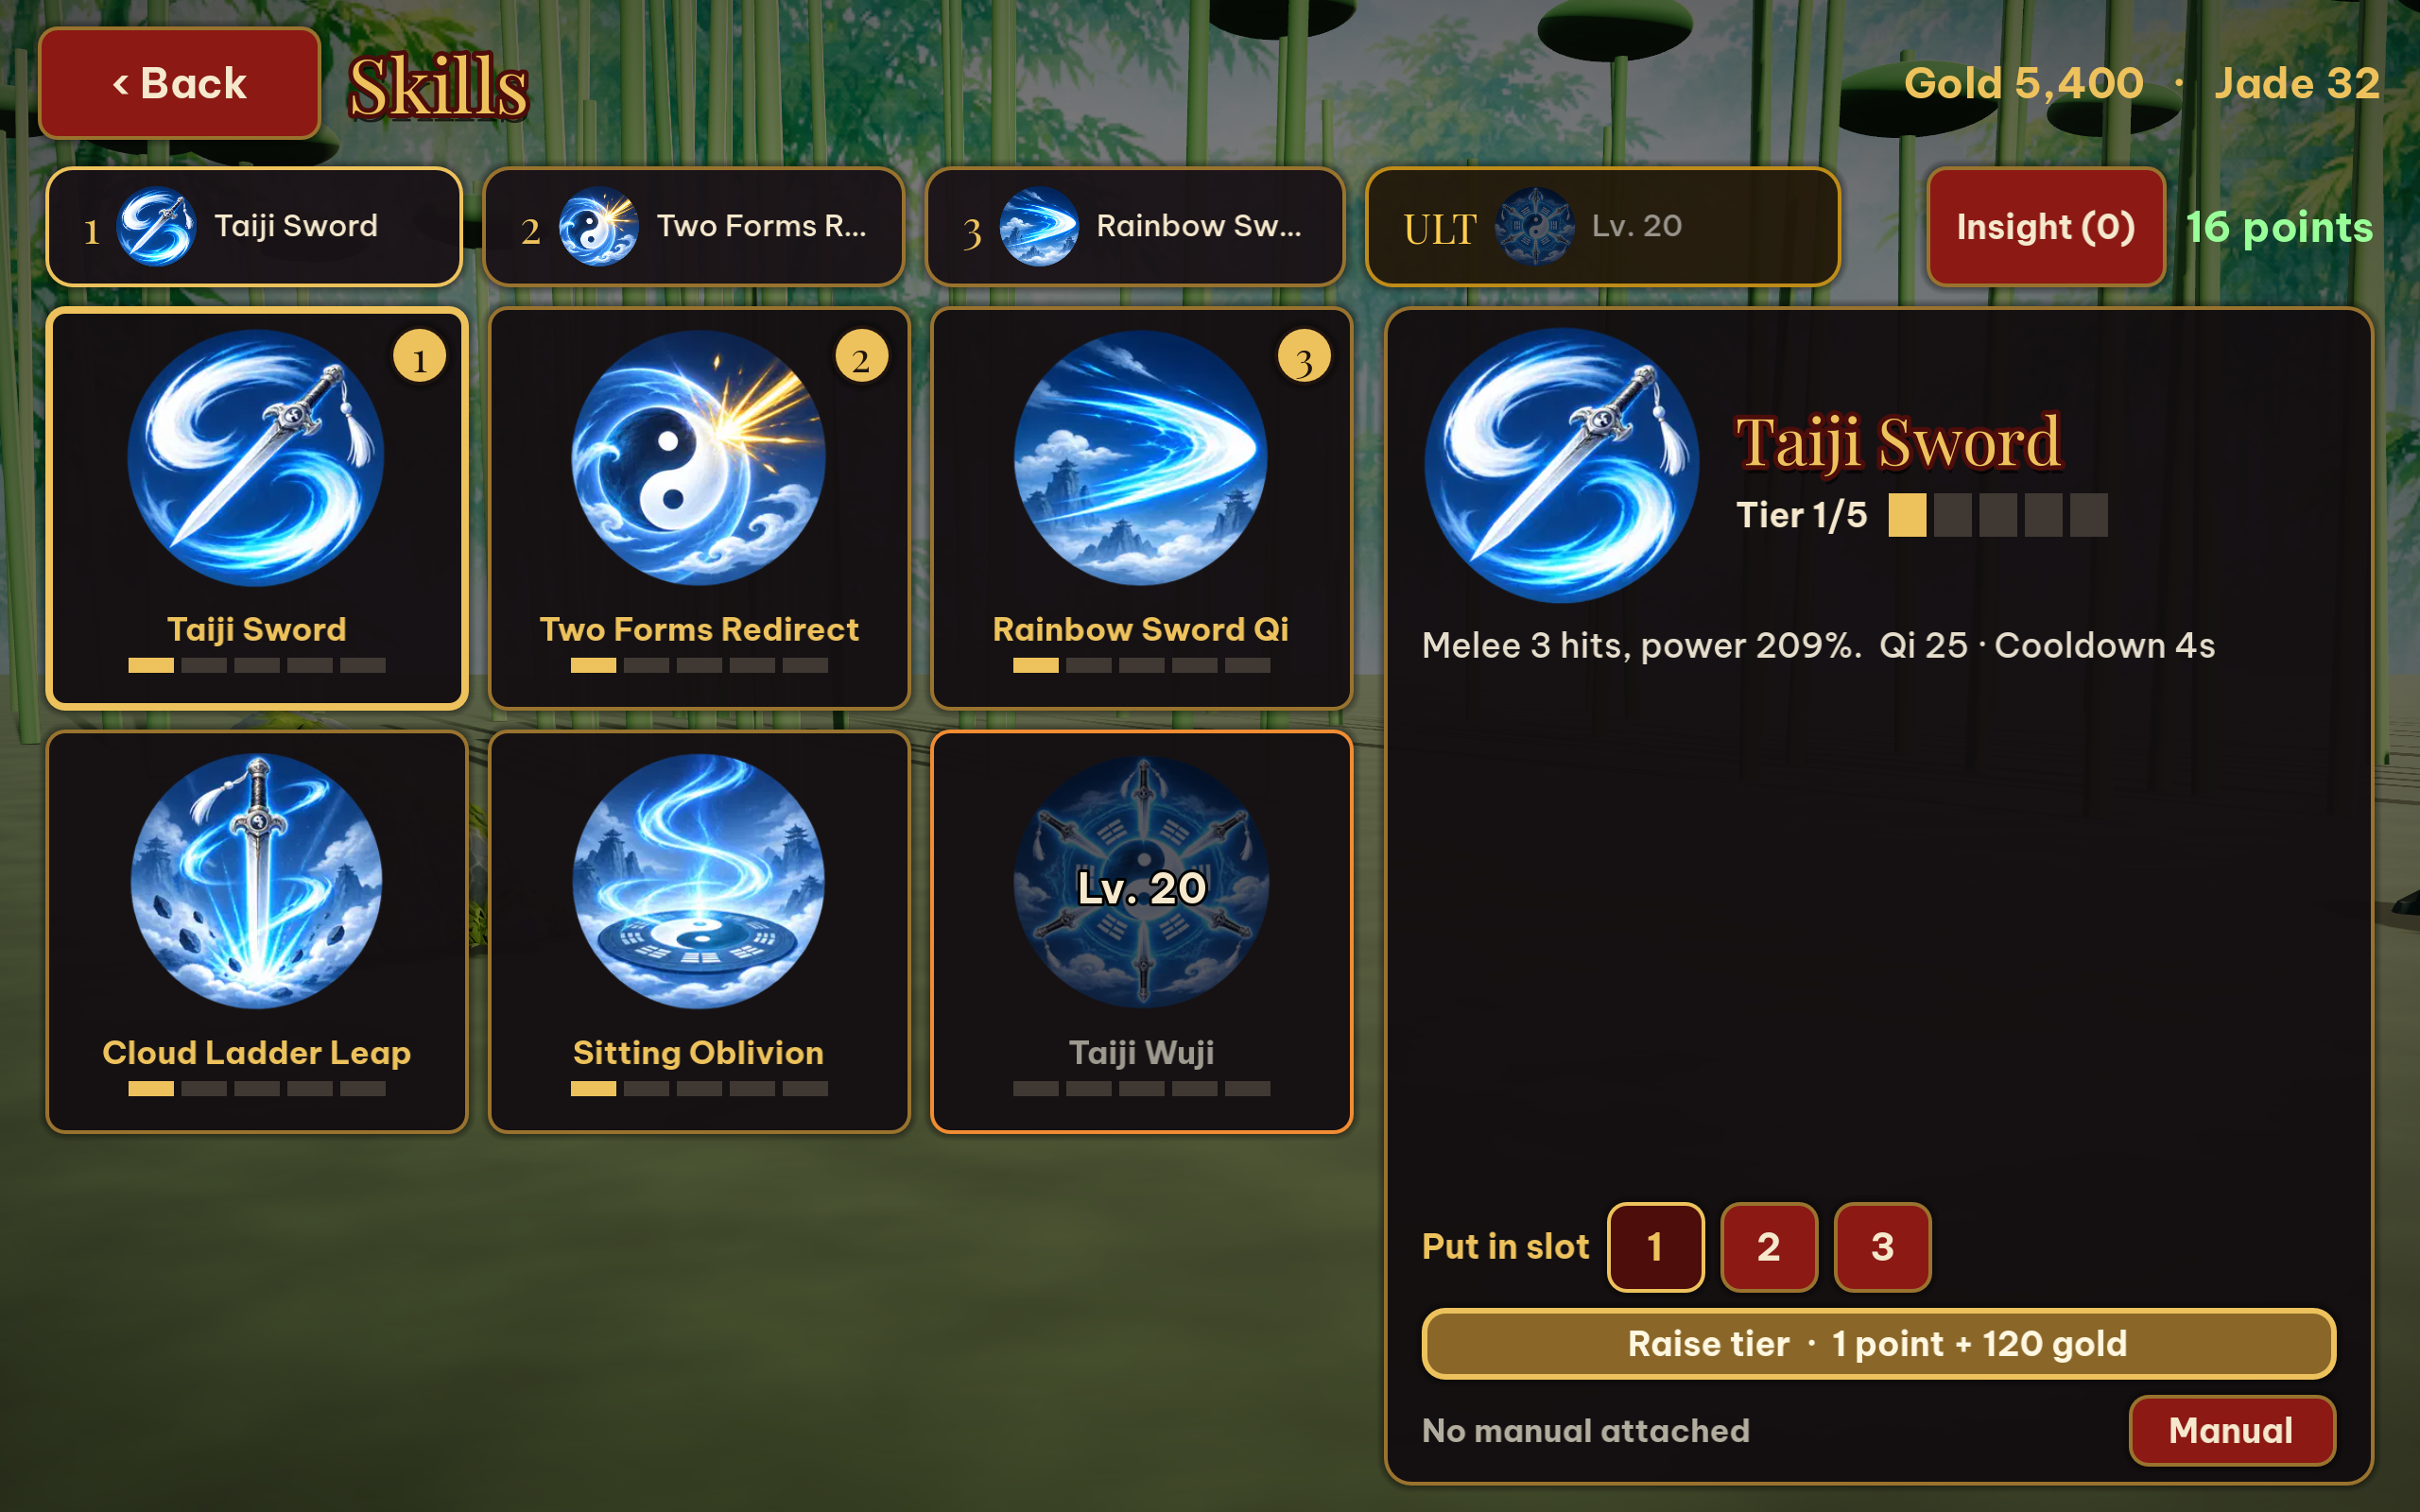 < Back
Skills
Gold 5,400 · Jade 32
1 Taiji Sword
2 Two Forms R...
3 Rainbow Sw...
ULT Lv. 20
Insight (0)
16 points
1
Taiji Sword
2
Two Forms Redirect
3
Rainbow Sword Qi
Cloud Ladder Leap
Sitting Oblivion
Lv. 20
Taiji Wuji
Taiji Sword
Tier 1/5
Melee 3 hits, power 209%. Qi 25 · Cooldown 4s
Put in slot 1 2 3
Raise tier · 1 point + 120 gold
No manual attached
Manual